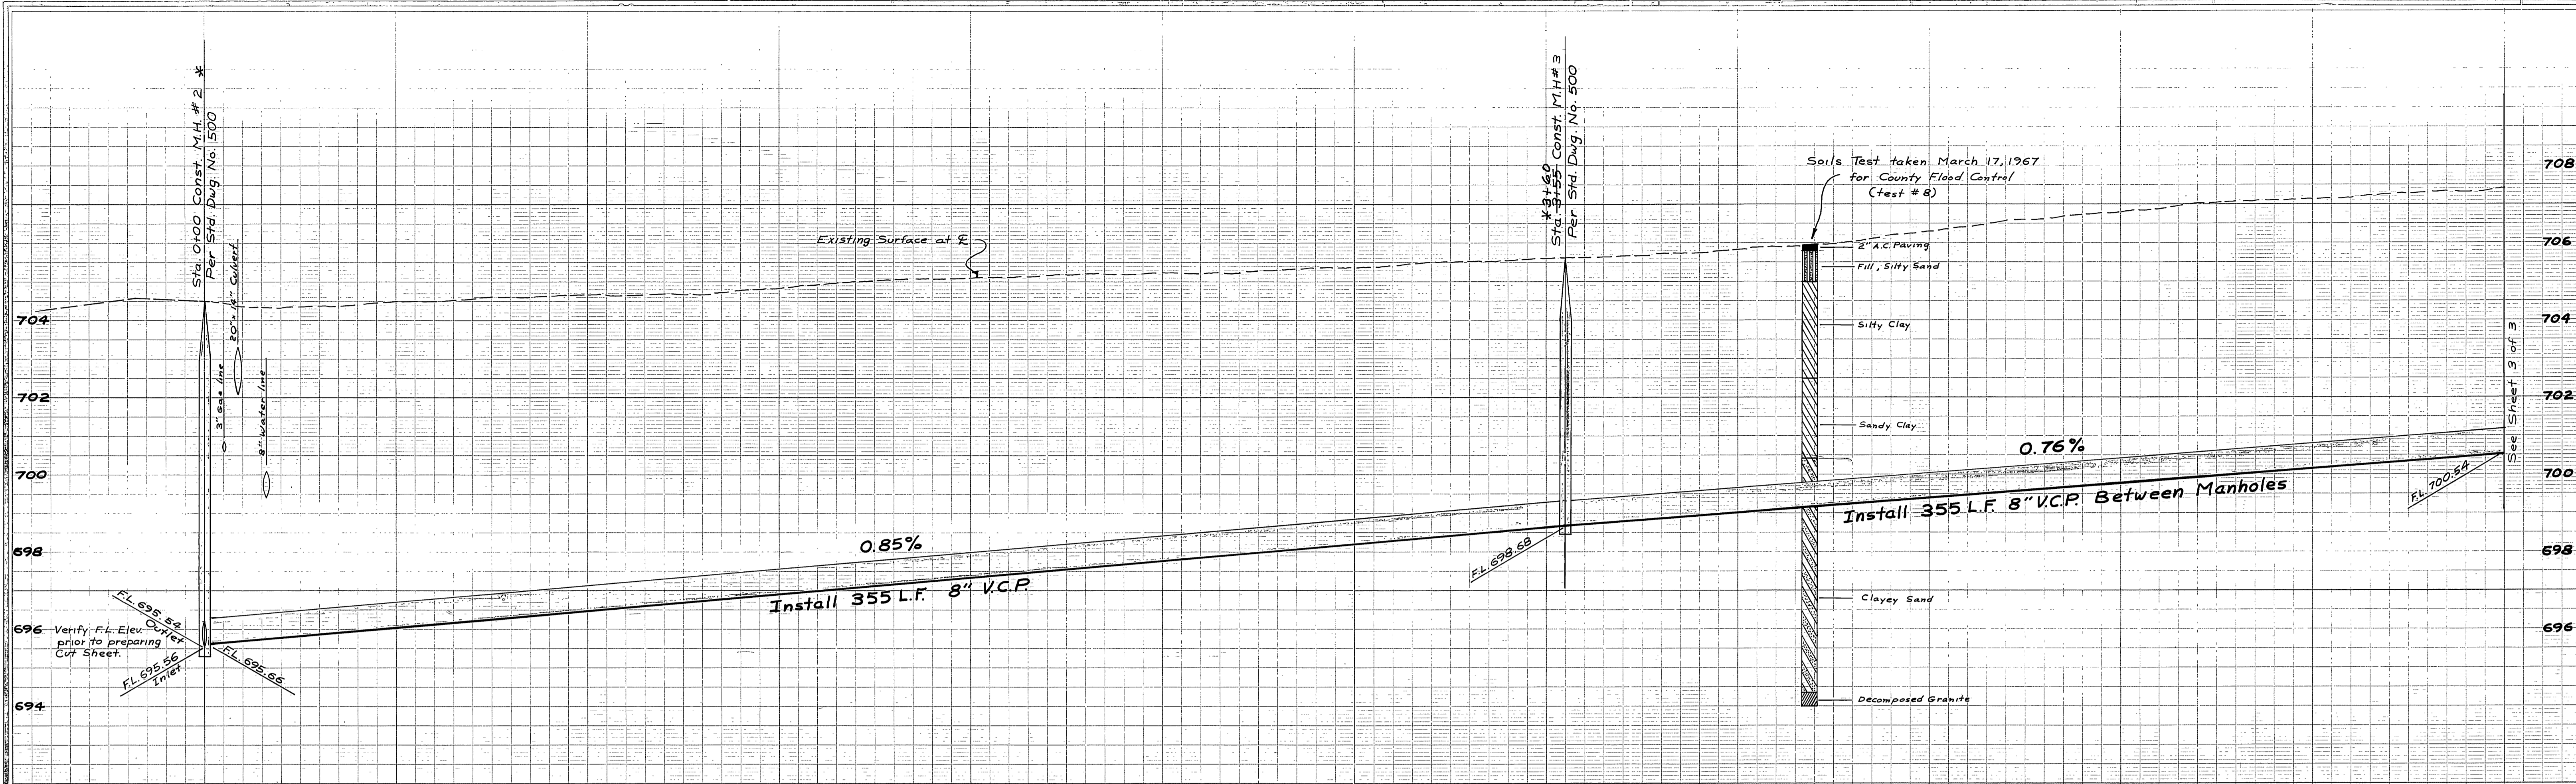 Sta. 0+00 Const. M.H. # 2 *
Per Std. Dwg. No. 500
20" x 14" Culvert
3" Gas line
8" Water line
Existing Surface at ℄
*3+60
Sta. 3+55 Const. M.H # 3
Per Std. Dwg. No. 500
Soils Test taken March 17, 1967
for County Flood Control
(test # 8)
2" A.C. Paving
Fill, Silty Sand
Silty Clay
Sandy Clay
Clayey Sand
Decomposed Granite
704
702
700
698
696
694
708
706
704
702
700
698
696
See Sheet 3 of 3
0.85%
Install 355 L.F. 8" V.C.P.
0.76%
Install 355 L.F. 8" V.C.P. Between Manholes
F.L. 700.54
F.L. 698.68
F.L. 695.54
Outlet
Verify F.L. Elev.
prior to preparing
Cut Sheet.
F.L. 695.56
Inlet
F.L. 695.66